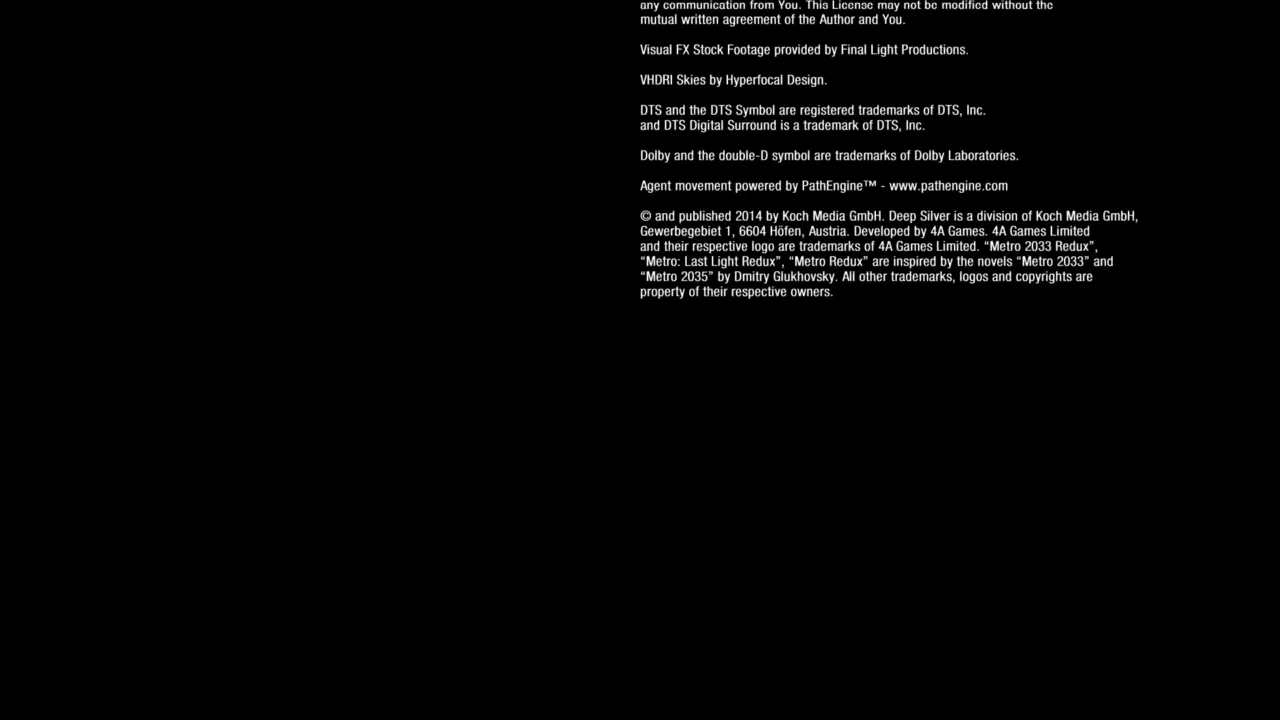 any communication from You. This License may not be modified without the
mutual written agreement of the Author and You.
Visual FX Stock Footage provided by Final Light Productions.
VHDRI Skies by Hyperfocal Design.
DTS and the DTS Symbol are registered trademarks of DTS, Inc.
and DTS Digital Surround is a trademark of DTS, Inc.
Dolby and the double-D symbol are trademarks of Dolby Laboratories.
Agent movement powered by PathEngine™ - www.pathengine.com
© and published 2014 by Koch Media GmbH. Deep Silver is a division of Koch Media GmbH,
Gewerbegebiet 1, 6604 Höfen, Austria. Developed by 4A Games. 4A Games Limited
and their respective logo are trademarks of 4A Games Limited. “Metro 2033 Redux”,
“Metro: Last Light Redux”, “Metro Redux” are inspired by the novels “Metro 2033” and
“Metro 2035” by Dmitry Glukhovsky. All other trademarks, logos and copyrights are
property of their respective owners.